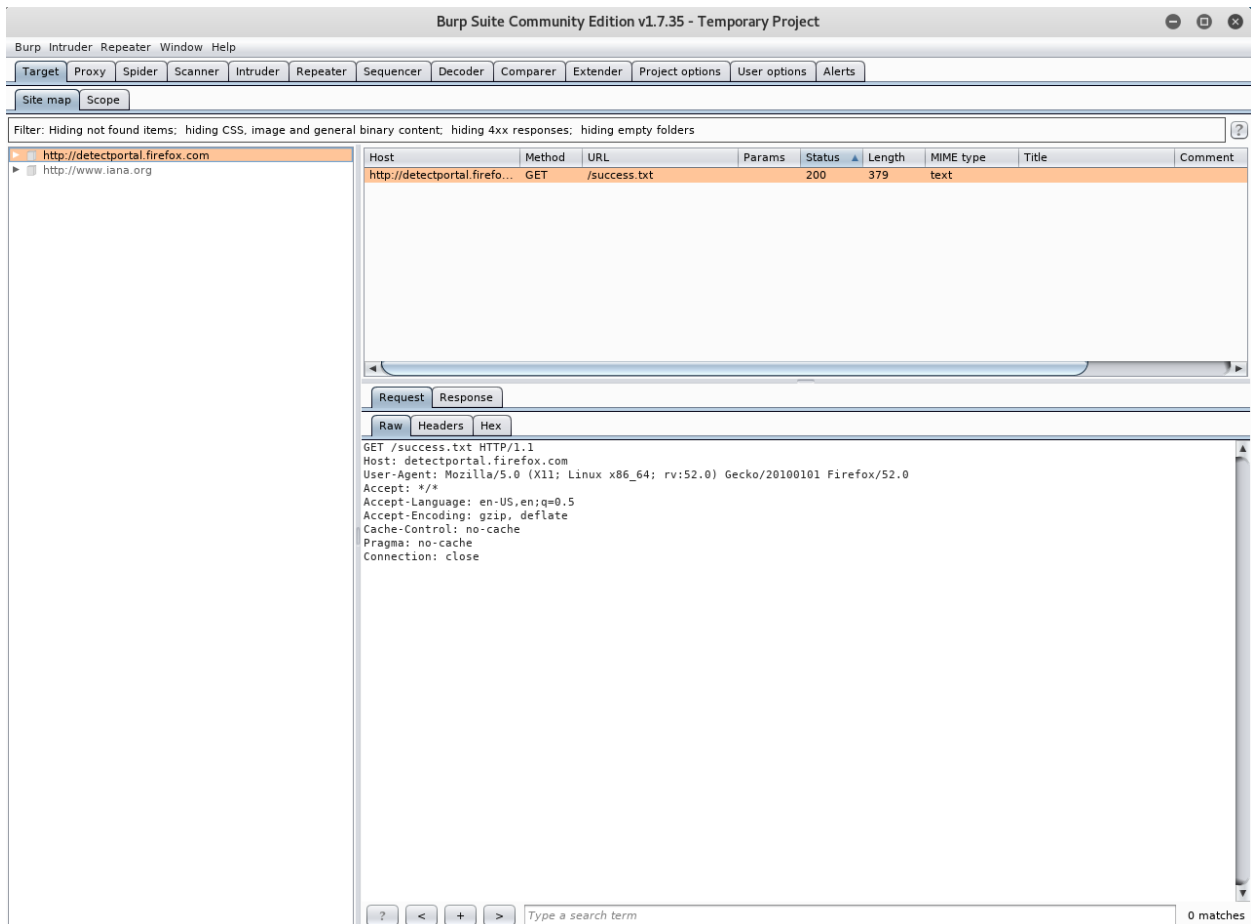 Burp Suite Community Edition v1.7.35 - Temporary Project
Burp Intruder Repeater Window Help
Target Proxy Spider Scanner Intruder Repeater Sequencer Decoder Comparer Extender Project options User options Alerts
Site map Scope
Filter: Hiding not found items; hiding CSS, image and general binary content; hiding 4xx responses; hiding empty folders ?
http://detectportal.firefox.com
http://www.iana.org
Host Method URL Params Status Length MIME type Title Comment
http://detectportal.firefo... GET /success.txt 200 379 text
Request Response
Raw Headers Hex
GET /success.txt HTTP/1.1
Host: detectportal.firefox.com
User-Agent: Mozilla/5.0 (X11; Linux x86_64; rv:52.0) Gecko/20100101 Firefox/52.0
Accept: */*
Accept-Language: en-US,en;q=0.5
Accept-Encoding: gzip, deflate
Cache-Control: no-cache
Pragma: no-cache
Connection: close
? < + > Type a search term 0 matches